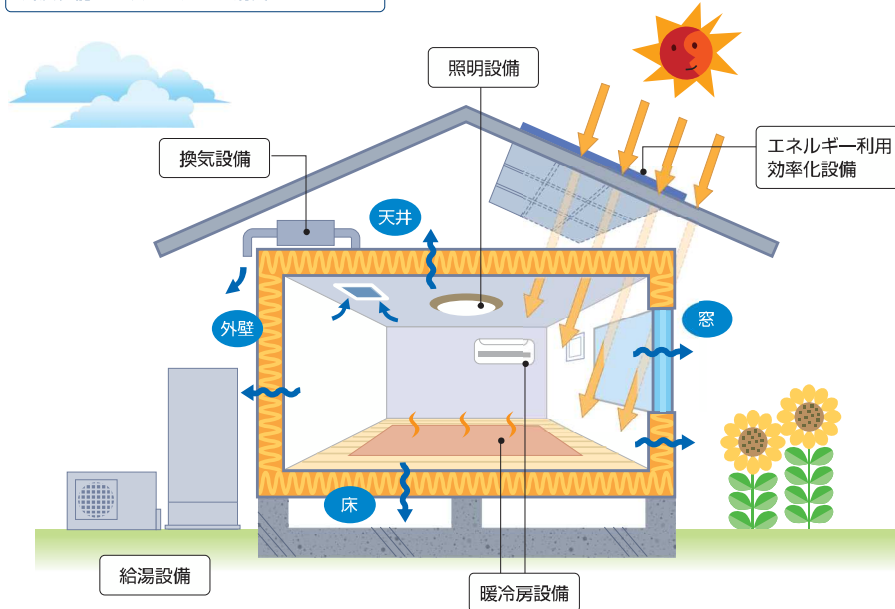 照明設備
換気設備
エネルギー利用
効率化設備
天井
外壁
窓
床
給湯設備
暖冷房設備